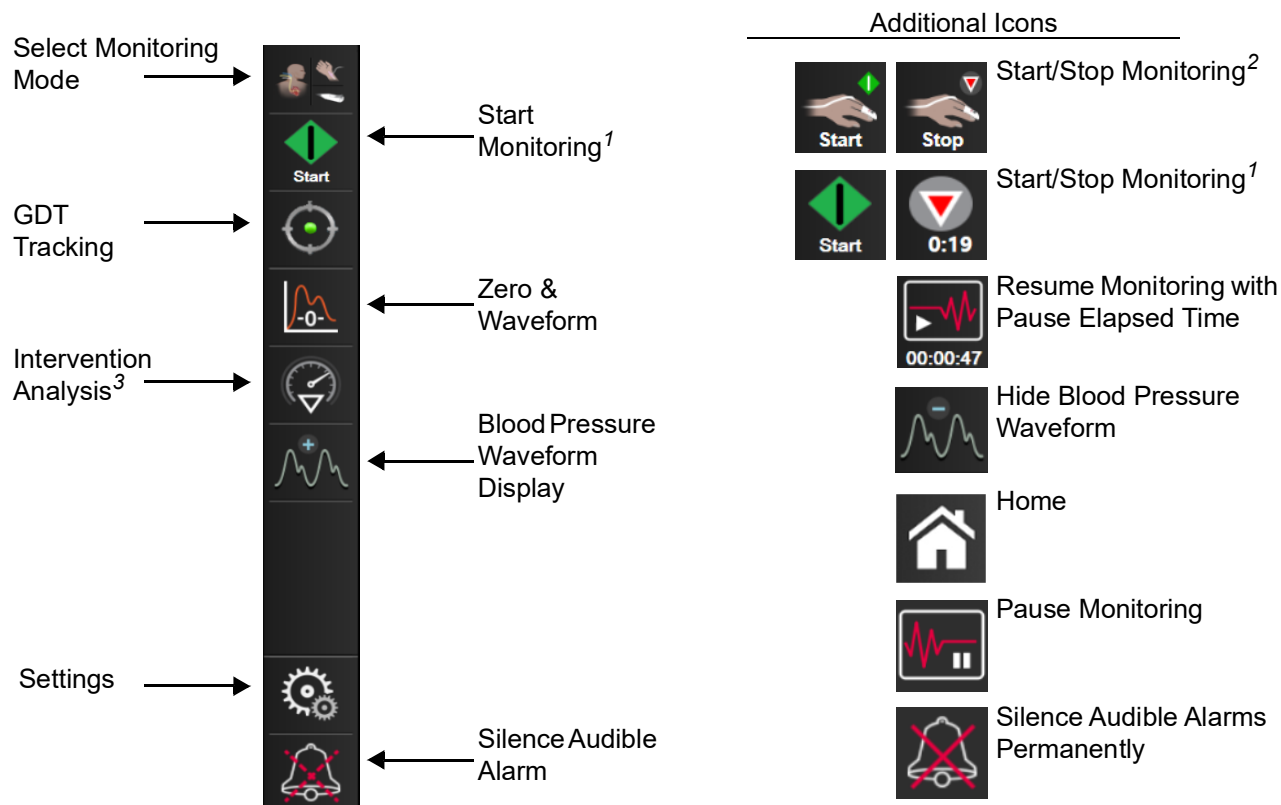 Additional Icons
Select Monitoring
Mode
Start
Monitoring1
Start
GDT
Tracking
Zero &
Waveform
-0-
Intervention
Analysis3
Blood Pressure
Waveform
Display
Settings
Silence Audible
Alarm
Start
Stop
Start/Stop Monitoring2
Start
0:19
Start/Stop Monitoring1
Resume Monitoring with
Pause Elapsed Time
00:00:47
Hide Blood Pressure
Waveform
Home
Pause Monitoring
Silence Audible Alarms
Permanently